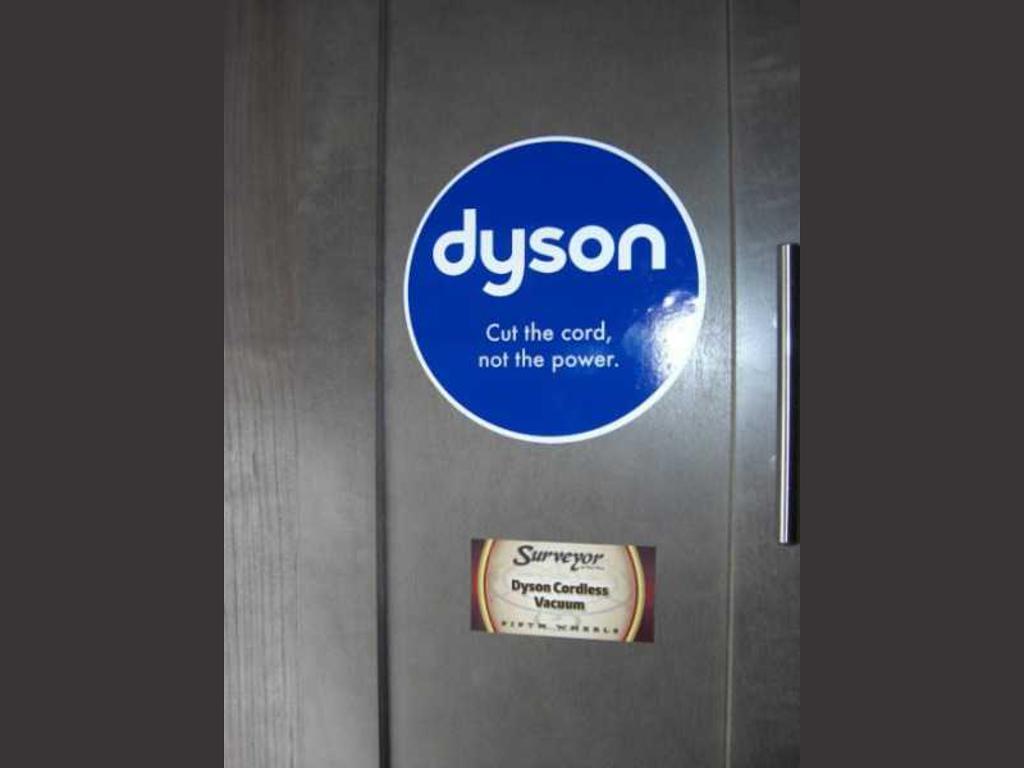 dyson
Cut the cord,
not the power.
Surveyor
Dyson Cordless
Vacuum
FIFTH WHEELS